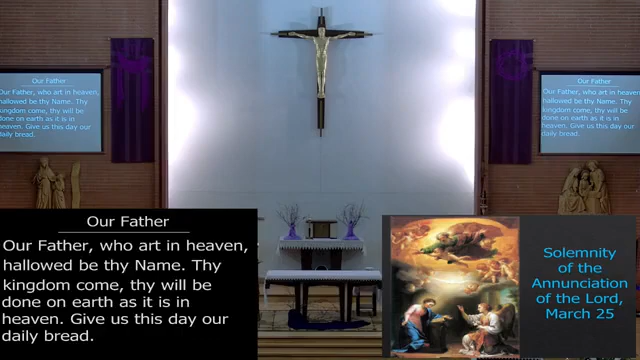 Our Father
Our Father, who art in heaven,
hallowed be thy Name. Thy
kingdom come, thy will be
done on earth as it is in
heaven. Give us this day our
daily bread.
Our Father
Our Father, who art in heaven,
hallowed be thy Name. Thy
kingdom come, thy will be
done on earth as it is in
heaven. Give us this day our
daily bread.
Our Father
Our Father, who art in heaven,
hallowed be thy Name. Thy
kingdom come, thy will be
done on earth as it is in
heaven. Give us this day our
daily bread.
Solemnity
of the
Annunciation
of the Lord,
March 25